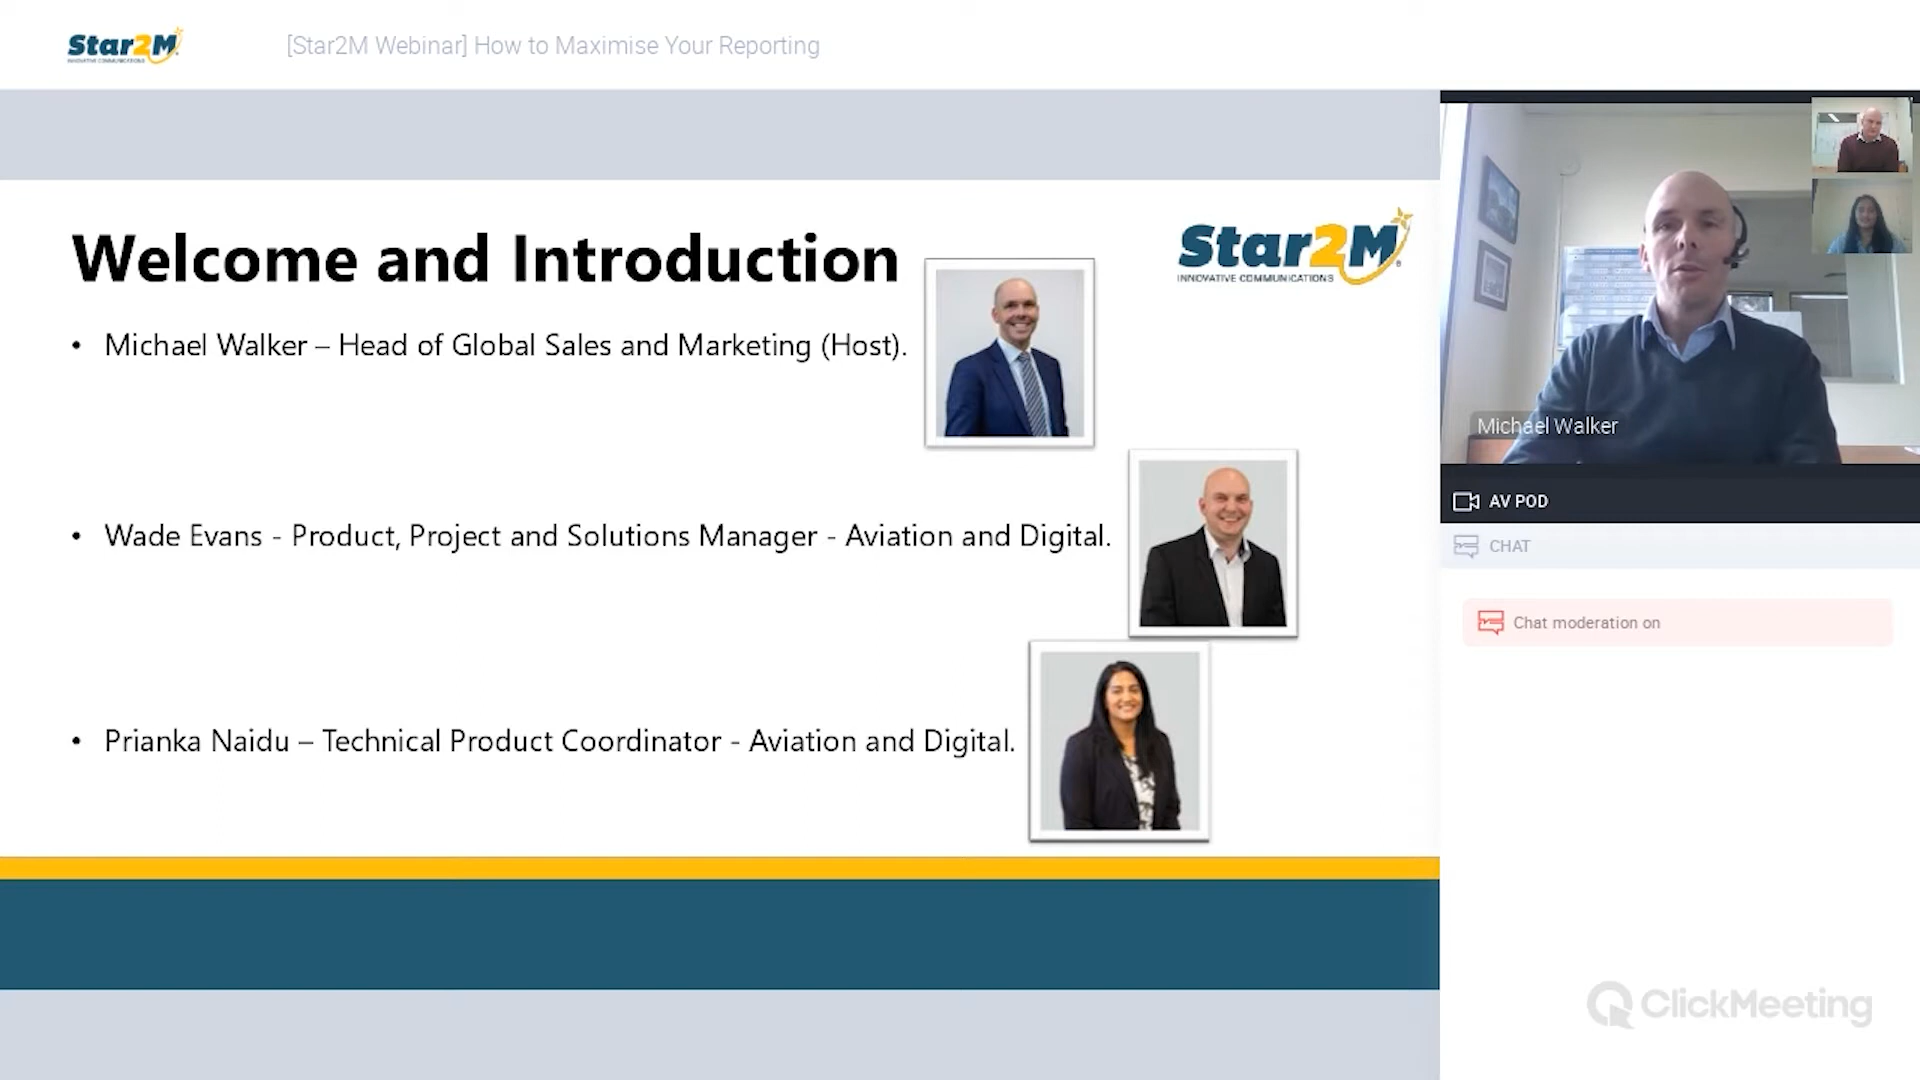 Star2M
INNOVATIVE COMMUNICATIONS
[Star2M Webinar] How to Maximise Your Reporting
Welcome and Introduction
Star2M®
INNOVATIVE COMMUNICATIONS
• Michael Walker – Head of Global Sales and Marketing (Host).
• Wade Evans - Product, Project and Solutions Manager - Aviation and Digital.
• Prianka Naidu – Technical Product Coordinator - Aviation and Digital.
Michael Walker
AV POD
CHAT
Chat moderation on
ClickMeeting